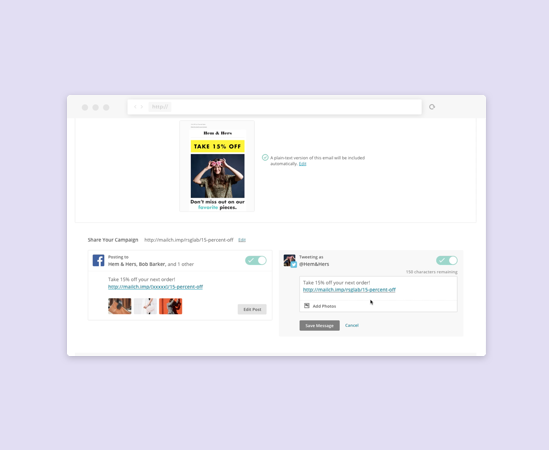 http://
Hem & Hers
TAKE 15% OFF
Don't miss out on our
favorite pieces.
A plain-text version of this email will be included
automatically. Edit
Share Your Campaign http://mailch.imp/rsglab/15-percent-off Edit
Posting to
Hem & Hers, Bob Barker, and 1 other
Take 15% off your next order!
http://mailch.imp/txxxxx/15-percent-off
Edit Post
Tweeting as
@Hem&Hers
158 characters remaining
Take 15% off your next order!
http://mailch.imp/rsglab/15-percent-off
Add Photos
Save Message
Cancel